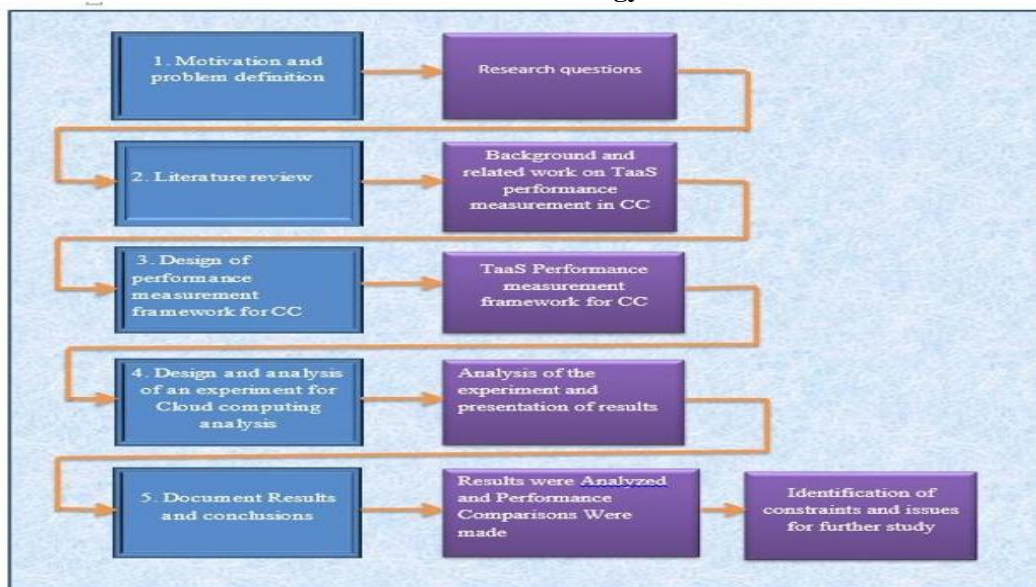 gy
1. Motivation and
problem definition
Research questions
2. Literature review
Background and
related work on TaaS
performance
measurement in CC
3. Design of
performance
measurement
framework for CC
TaaS Performance
measurement
framework for CC
4. Design and analysis
of an experiment for
Cloud computing
analysis
Analysis of the
experiment and
presentation of results
5. Document Results
and conclusions
Results were Analyzed
and Performance
Comparisons Were
made
Identification of
constraints and issues
for further study